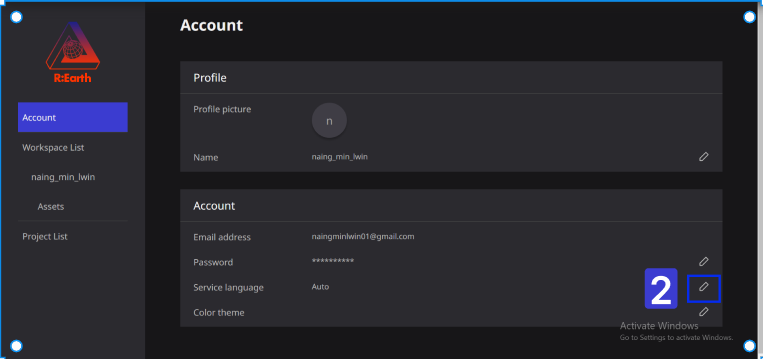 Account
R:Earth
Profile
Profile picture
n
Name naing_min_lwin
Account
Workspace List
naing_min_lwin
Assets
Project List
Account
Email address naingminlwin01@gmail.com
Password **********
Service language Auto
2
Color theme
Activate Windows
Go to Settings to activate Windows.